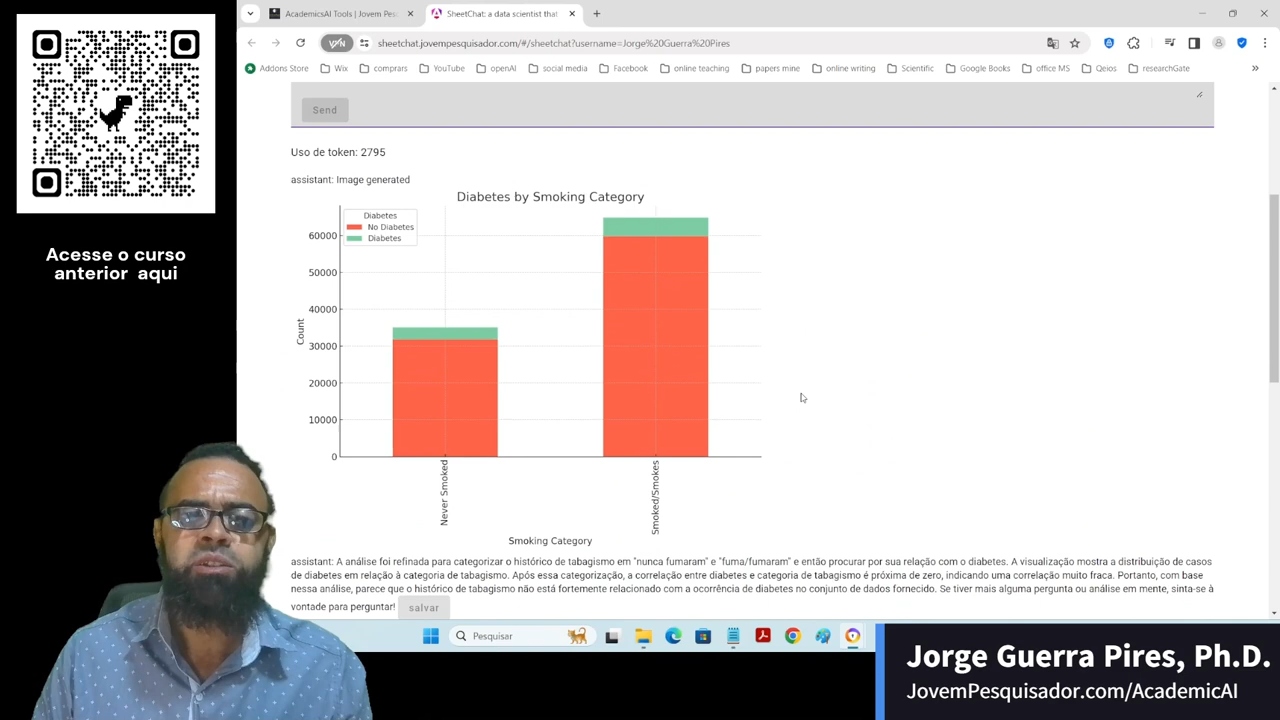 AcademicsAI Tools | Jovem Pes
SheetChat: a data scientist that
VPN
sheetchat.jovempesquisador.com/#/sheetchat?username=Jorge%20Guerra%20Pires
Addons Store
Wix
comprars
YouTube
openAI
social media
Facebook
online teaching
papers mine
online writing
Scientific
Google Books
office MS
Qeios
researchGate
Send
Uso de token: 2795
assistant: Image generated
Diabetes by Smoking Category
Diabetes
No Diabetes
Diabetes
60000
50000
40000
30000
20000
10000
0
Count
Never Smoked
Smoked/Smokes
Smoking Category
assistant: A análise foi refinada para categorizar o histórico de tabagismo em "nunca fumaram" e "fuma/fumaram" e então procurar por sua relação com o diabetes. A visualização mostra a distribuição de casos
de diabetes em relação à categoria de tabagismo. Após essa categorização, a correlação entre diabetes e categoria de tabagismo é próxima de zero, indicando uma correlação muito fraca. Portanto, com base
nessa análise, parece que o histórico de tabagismo não está fortemente relacionado com a ocorrência de diabetes no conjunto de dados fornecido. Se tiver mais alguma pergunta ou análise em mente, sinta-se à
vontade para perguntar! salvar
Pesquisar
Acesse o curso
anterior aqui
Jorge Guerra Pires, Ph.D.
JovemPesquisador.com/AcademicAI